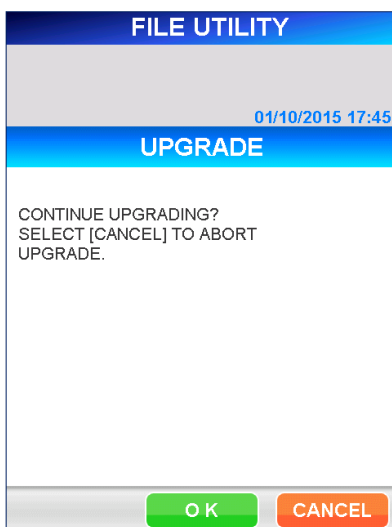 FILE UTILITY
01/10/2015 17:45
UPGRADE
CONTINUE UPGRADING?
SELECT [CANCEL] TO ABORT
UPGRADE.
O K CANCEL